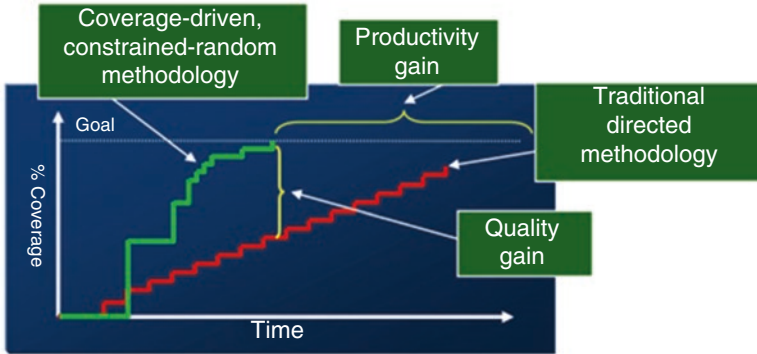 Coverage-driven,
constrained-random
methodology
Productivity
gain
Traditional
directed
methodology
Goal
% Coverage
Quality
gain
Time